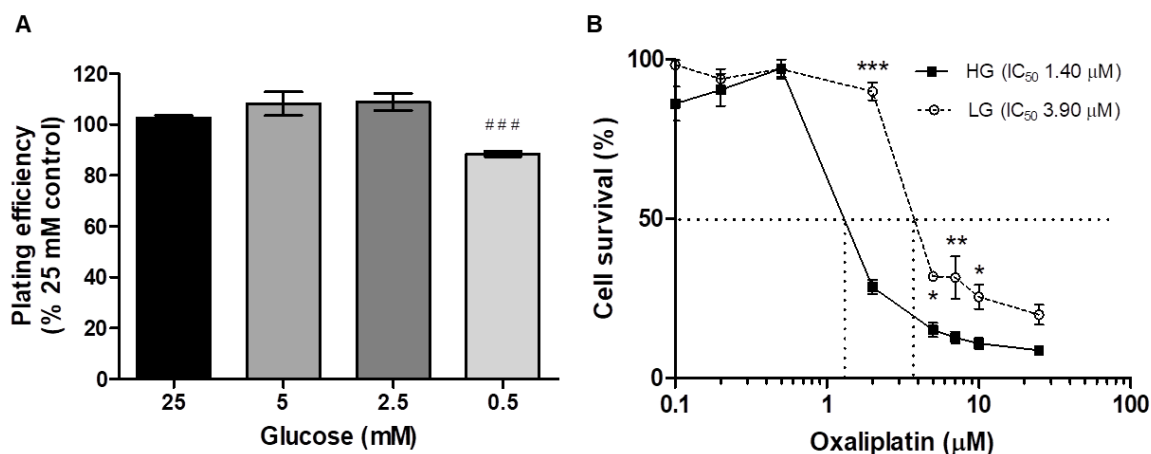 A
Plating efficiency
(% 25 mM control)
120
100
80
60
40
20
0
###
25 5 2.5 0.5
Glucose (mM)
B
Cell survival (%)
100
50
0
***
**
*
*
HG (IC50 1.40 μM)
LG (IC50 3.90 μM)
0.1 1 10 100
Oxaliplatin (μM)